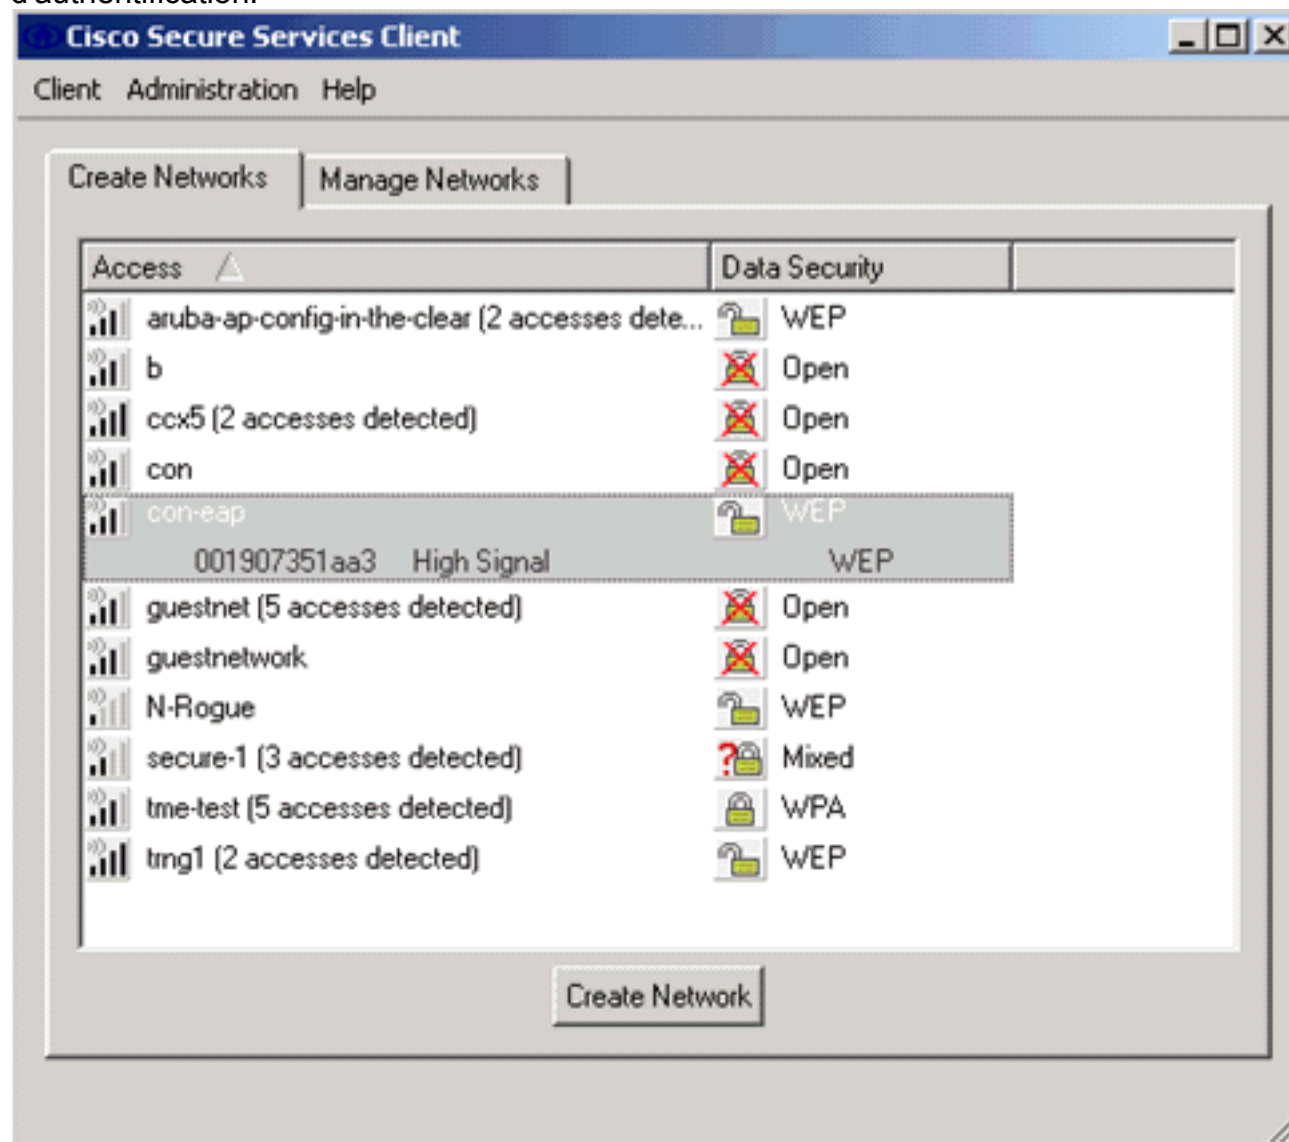 d'authentification.
Cisco Secure Services Client
Client Administration Help
Create Networks Manage Networks
Access Data Security
aruba-ap-config-in-the-clear (2 accesses dete... WEP
b Open
ccx5 (2 accesses detected) Open
con Open
con-eap WEP
001907351aa3 High Signal WEP
guestnet (5 accesses detected) Open
guestnetwork Open
N-Rogue WEP
secure-1 (3 accesses detected) Mixed
tme-test (5 accesses detected) WPA
trng1 (2 accesses detected) WEP
Create Network